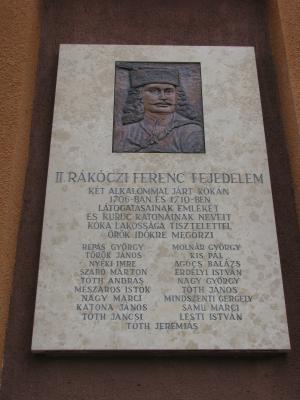 II. RÁKÓCZI FERENC FEJEDELEM
KÉT ALKALOMMAL JÁRT KÓKÁN
1706-BAN ÉS 1710-BEN
LÁTOGATÁSAINAK EMLÉKÉT
ÉS KURUC KATONÁINAK NEVEIT
KÓKA LAKOSSÁGA TISZTELETTEL
ÖRÖK IDŐKRE MEGŐRZI
REPÁS GYÖRGY MOLNÁR GYÖRGY
TÖRÖK JÁNOS KIS PÁL
NYÉKI IMRE AGÓCS BALÁZS
SZABÓ MÁRTON ERDÉLYI ISTVÁN
TÓTH ANDRÁS NAGY GYÖRGY
MÉSZÁROS ISTÓK TÓTH JÁNOS
NAGY MARCI MINDSZENTI GERGELY
KATONA JÁNOS SAMU MARCI
TÓTH JANCSI LESTI ISTVÁN
TÓTH JEREMIÁS